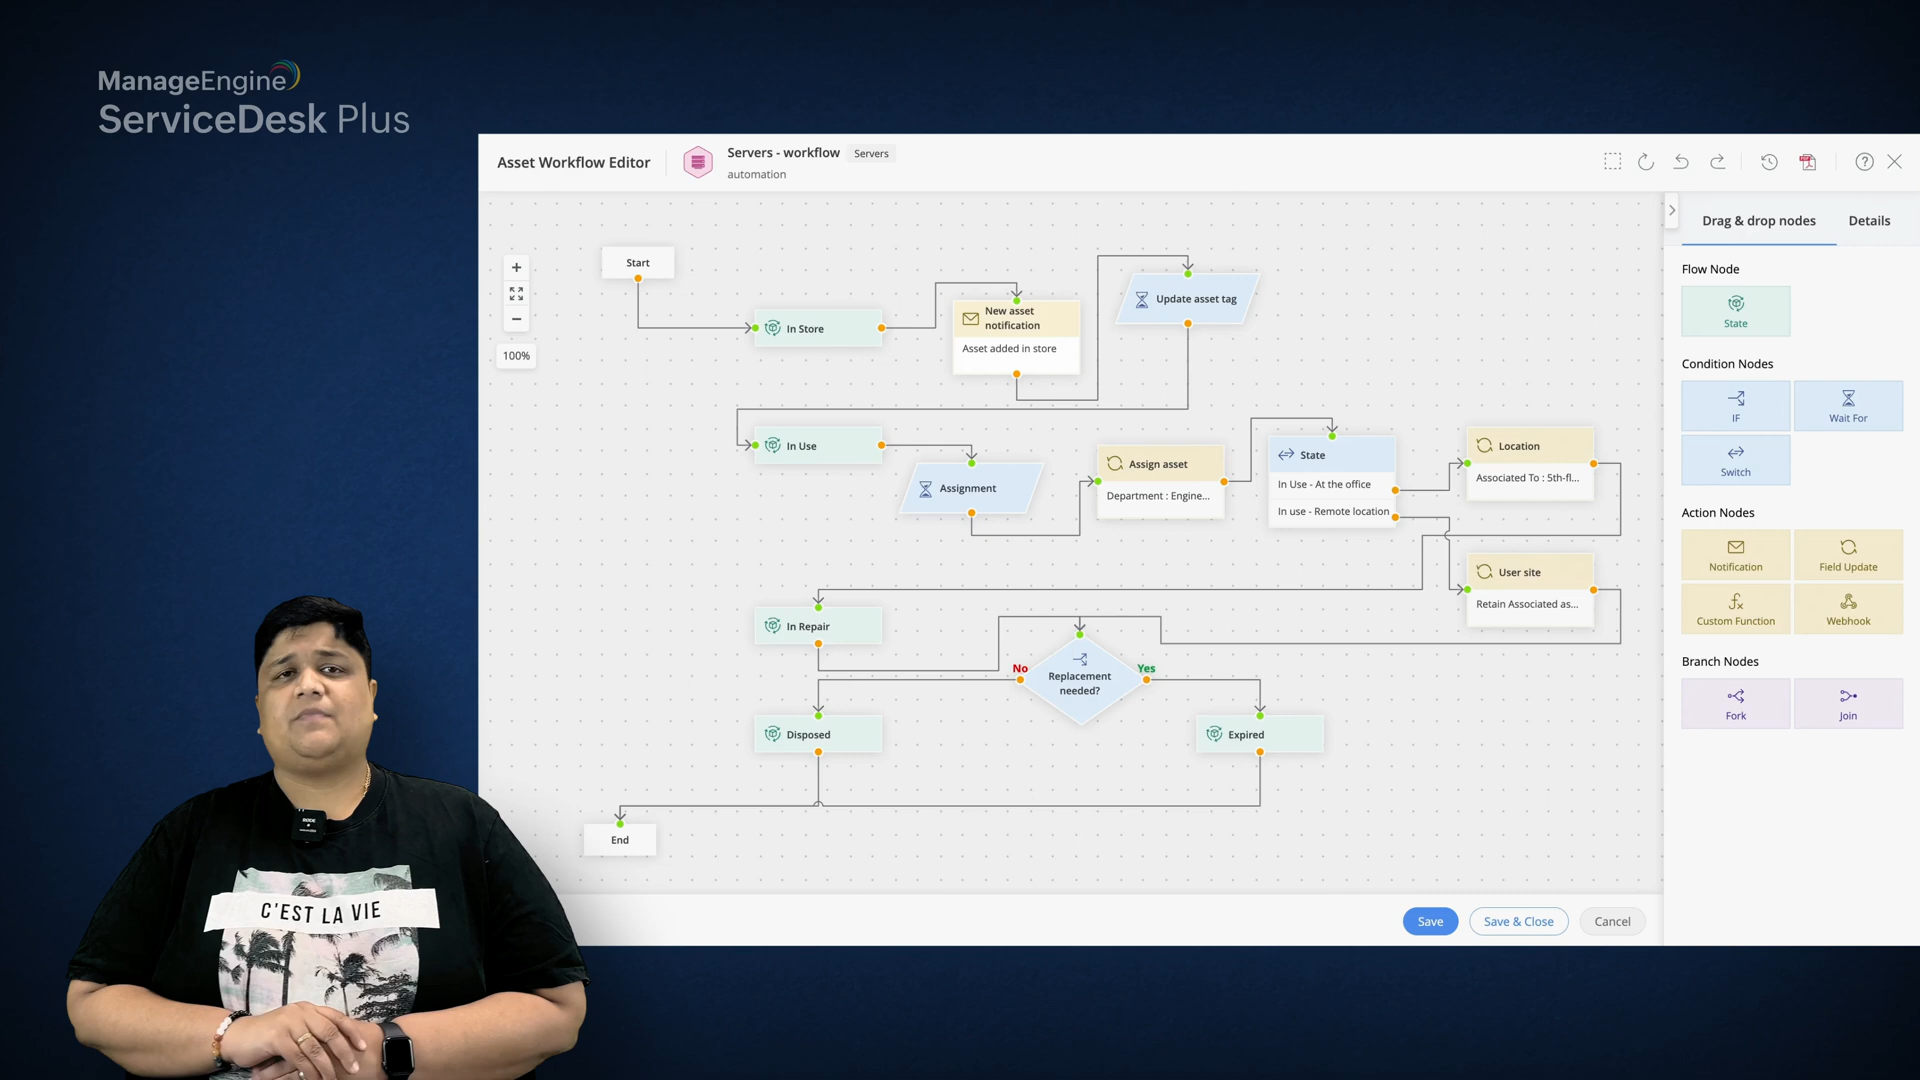 ManageEngine
ServiceDesk Plus
Asset Workflow Editor
Servers - workflow
Servers
automation
Drag & drop nodes
Details
Start
100%
In Store
New asset
notification
Asset added in store
Update asset tag
In Use
Assignment
Assign asset
Department : Engine...
State
In Use - At the office
In use - Remote location
Location
Associated To : 5th-fl...
User site
Retain Associated as...
In Repair
No
Replacement
needed?
Yes
Disposed
Expired
End
Flow Node
State
Condition Nodes
IF
Wait For
Switch
Action Nodes
Notification
Field Update
Custom Function
Webhook
Branch Nodes
Fork
Join
Save
Save & Close
Cancel
RODE
C'EST LA VIE